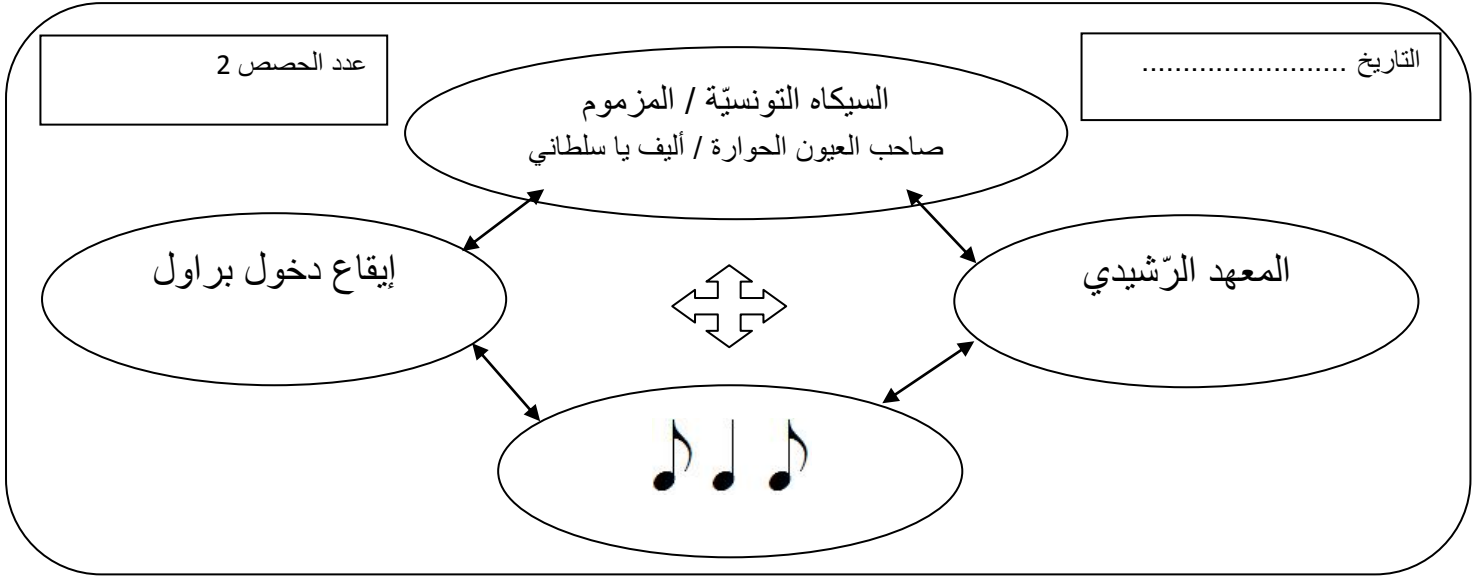 التاريخ ........................
عدد الحصص 2
السيكاه التونسيّة / المزموم
صاحب العيون الحوارة / أليف يا سلطاني
المعهد الرّشيدي
إيقاع دخول براول